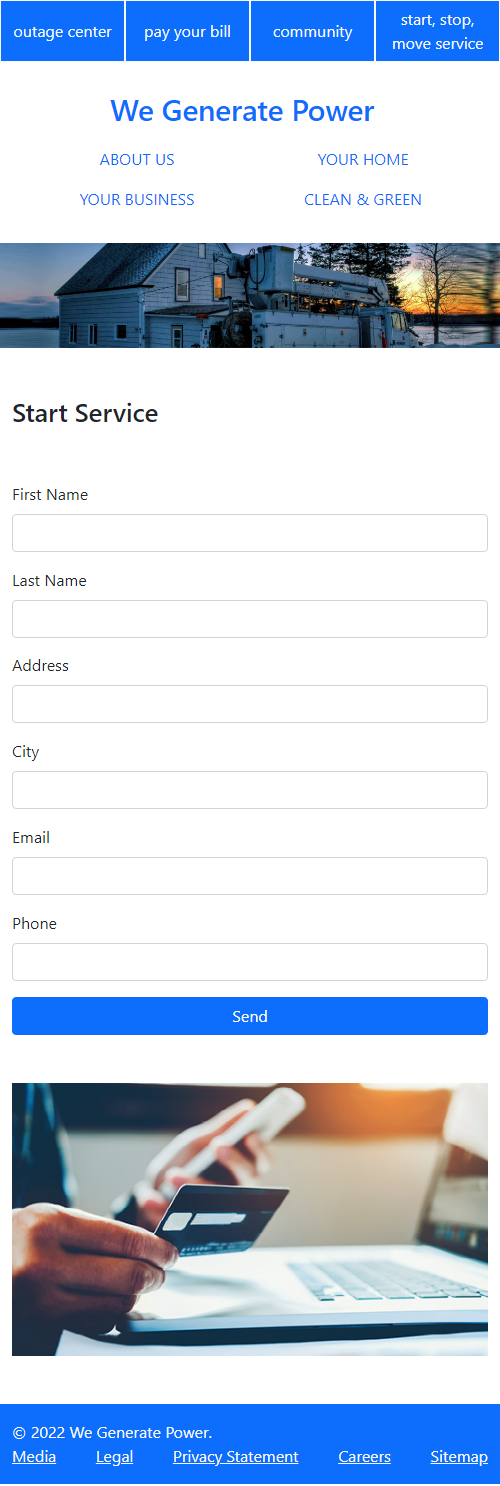 outage center
pay your bill
community
start, stop,
move service
We Generate Power
ABOUT US
YOUR HOME
YOUR BUSINESS
CLEAN & GREEN
Start Service
First Name
Last Name
Address
City
Email
Phone
Send
© 2022 We Generate Power.
Media Legal Privacy Statement Careers Sitemap